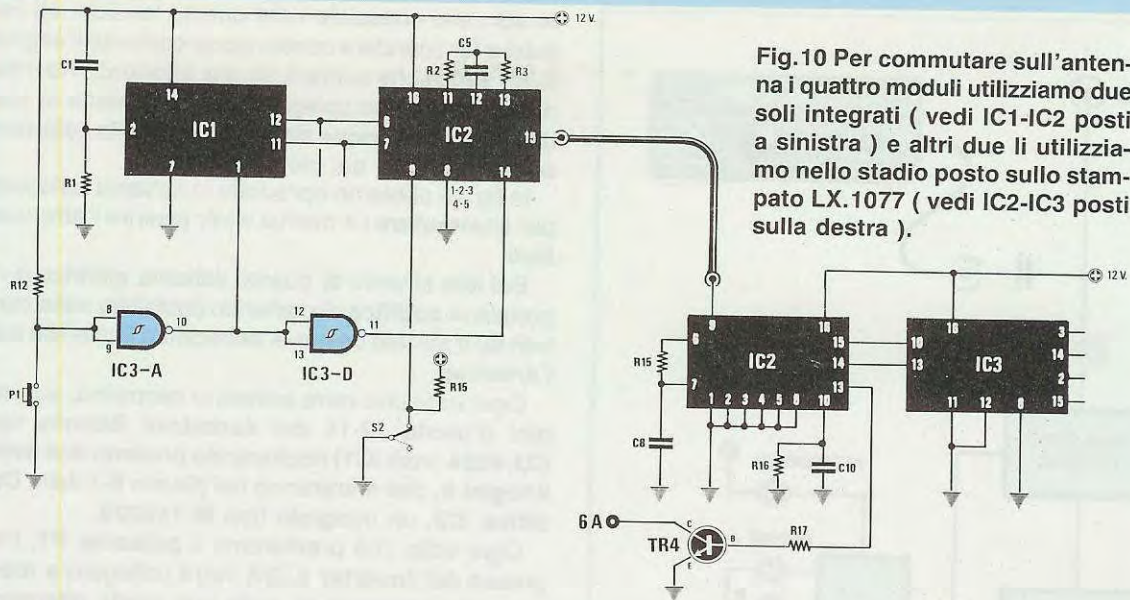 12 V.
C1
C5
R2
R3
14
16
11
12
13
2
IC1
12
6
IC2
15
11
7
7
1
9
8
14
R1
1-2-3
4-5
Fig.10 Per commutare sull'anten-
na i quattro moduli utilizziamo due
soli integrati ( vedi IC1-IC2 posti
a sinistra ) e altri due li utilizzia-
mo nello stadio posto sullo stam-
pato LX.1077 ( vedi IC2-IC3 posti
sulla destra ).
12 V.
R12
8
10
9
IC3-A
12
11
13
IC3-D
P1
R15
S2
9
18
6
IC2
15
R15
14
7
13
1
2
3
4
5
8
10
16
3
10
IC3
14
13
2
11
12
8
15
C8
R16
C10
6 A
C
B
E
TR4
R17